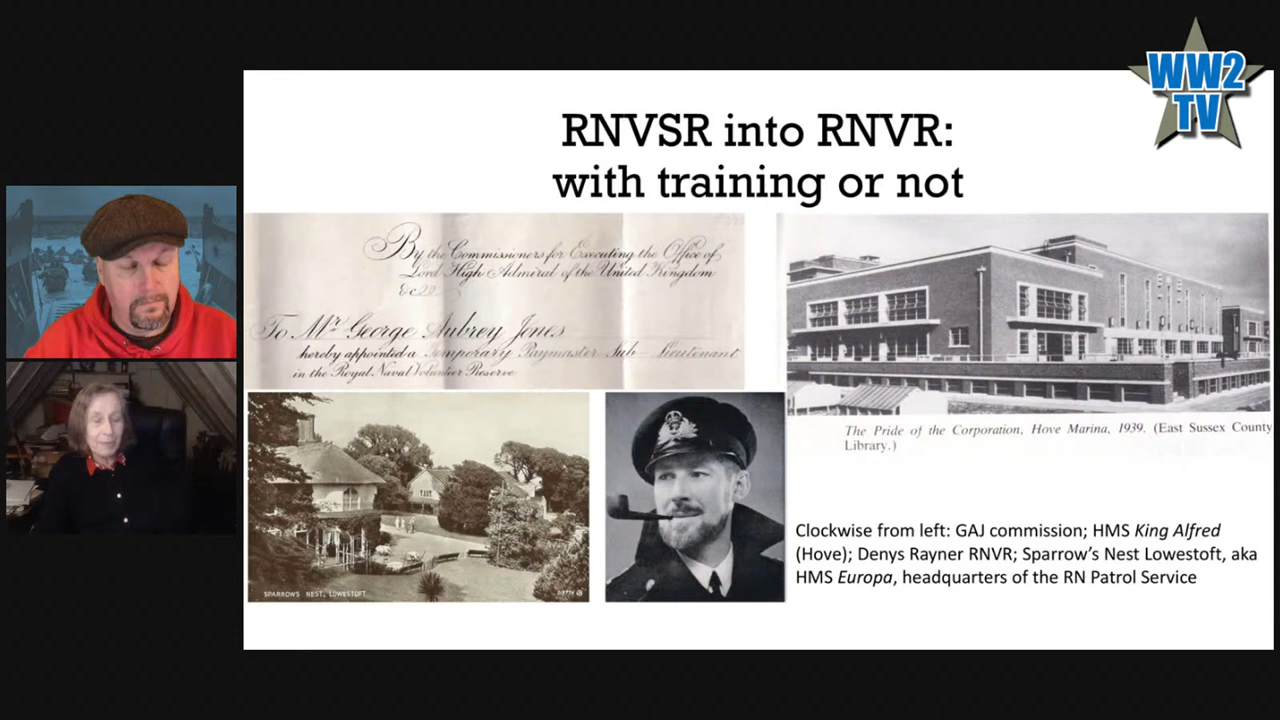 WW2
TV
RNVSR into RNVR:
with training or not
By the Commissioners for Executing the Office of
Lord High Admiral of the United Kingdom
&c
To Mr George Aubrey Jones
hereby appointed a Temporary Paymaster Sub-Lieutenant
in the Royal Naval Volunteer Reserve
The Pride of the Corporation, Hove Marina, 1939. (East Sussex County
Library.)
SPARROW'S NEST, LOWESTOFT.
Clockwise from left: GAJ commission; HMS King Alfred
(Hove); Denys Rayner RNVR; Sparrow's Nest Lowestoft, aka
HMS Europa, headquarters of the RN Patrol Service